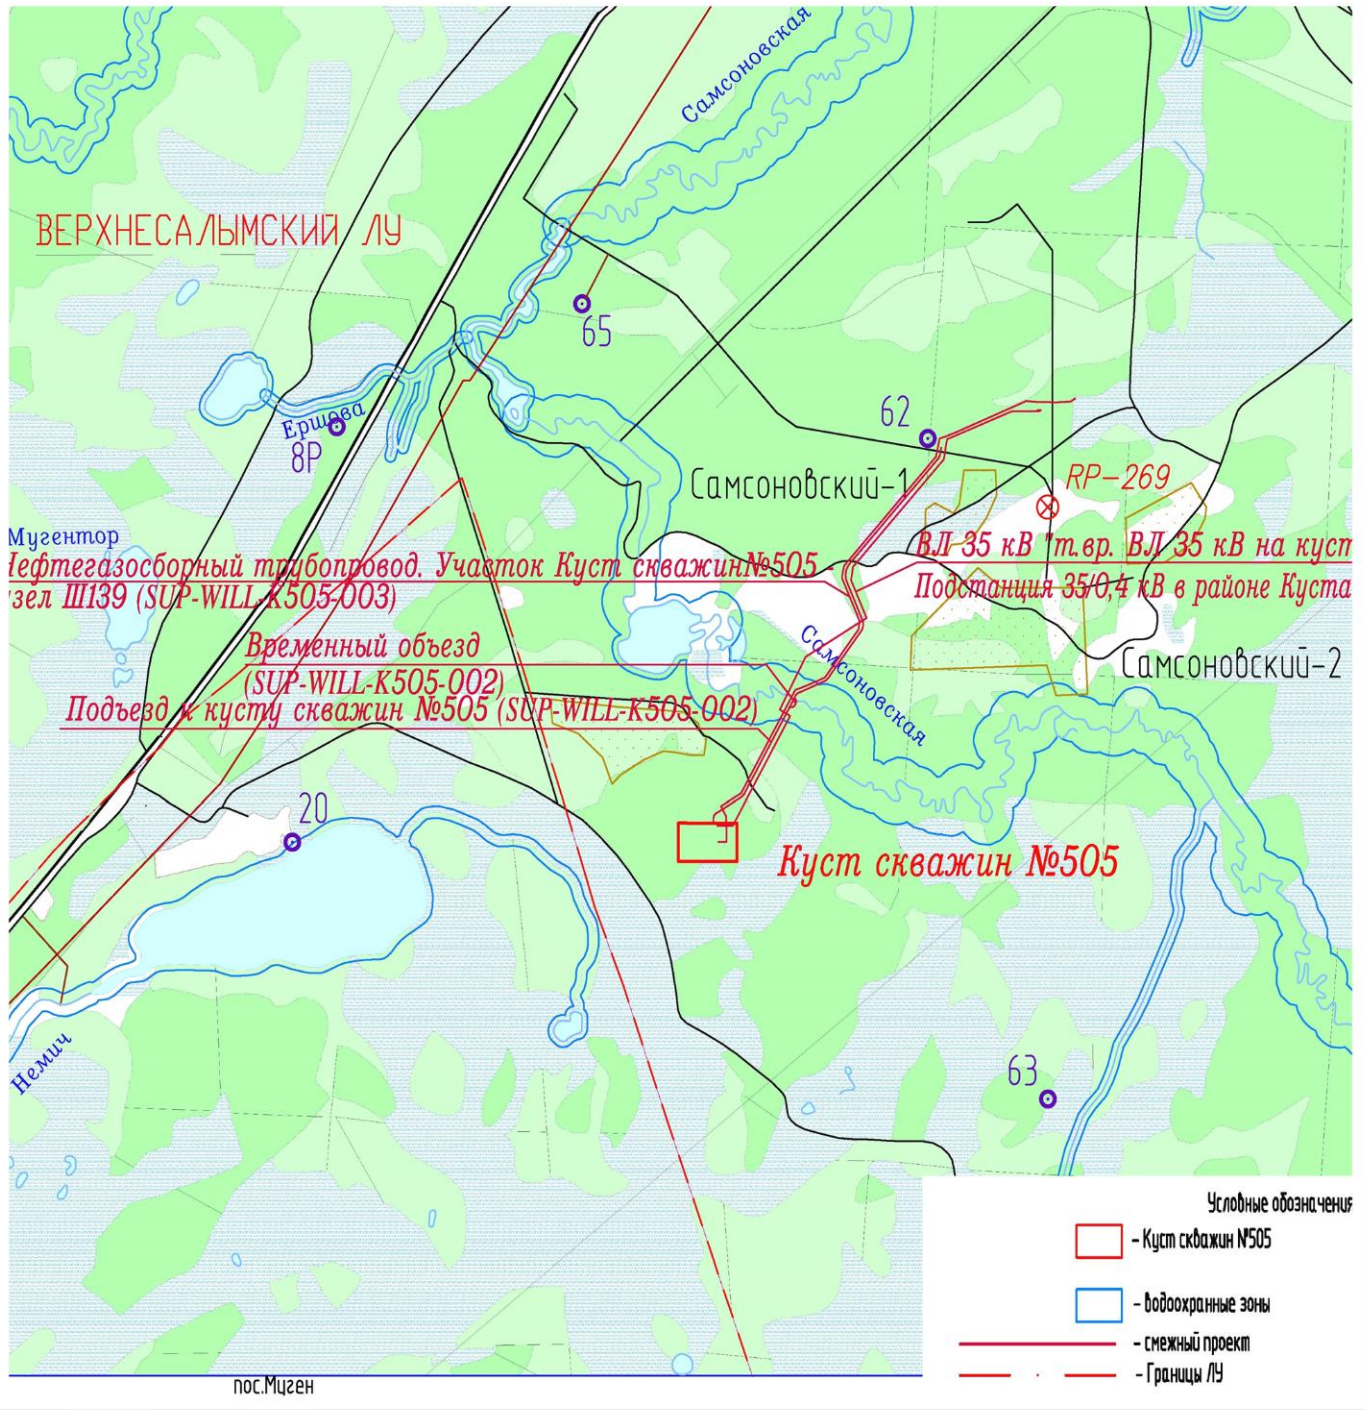 Самсоновская
ВЕРХНЕСАЛЫМСКИЙ ЛУ
65
Ершова
8Р
62
Самсоновский-1
RP-269
Мугентор
Нефтегазосборный трубопровод. Участок Куст скважин№505
узел Ш139 (SUP-WILL-K505-003)
ВЛ 35 кВ "т.вр. ВЛ 35 кВ на куст
Подстанция 35/0,4 кВ в районе Куста
Временный объезд
(SUP-WILL-K505-002)
Подъезд к кусту скважин №505 (SUP-WILL-K505-002)
Самсоновская
Самсоновский-2
20
Куст скважин №505
Немич
63
Условные обозначения
- Куст скважин №505
- водоохранные зоны
- смежный проект
- Границы ЛУ
пос.Муген